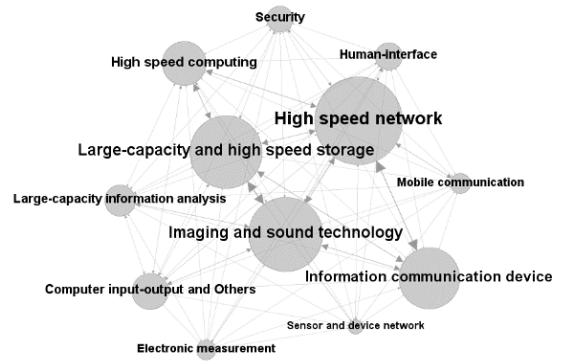 Security
Human-interface
High speed computing
High speed network
Large-capacity and high speed storage
Mobile communication
Large-capacity information analysis
Imaging and sound technology
Information communication device
Computer input-output and Others
Sensor and device network
Electronic measurement